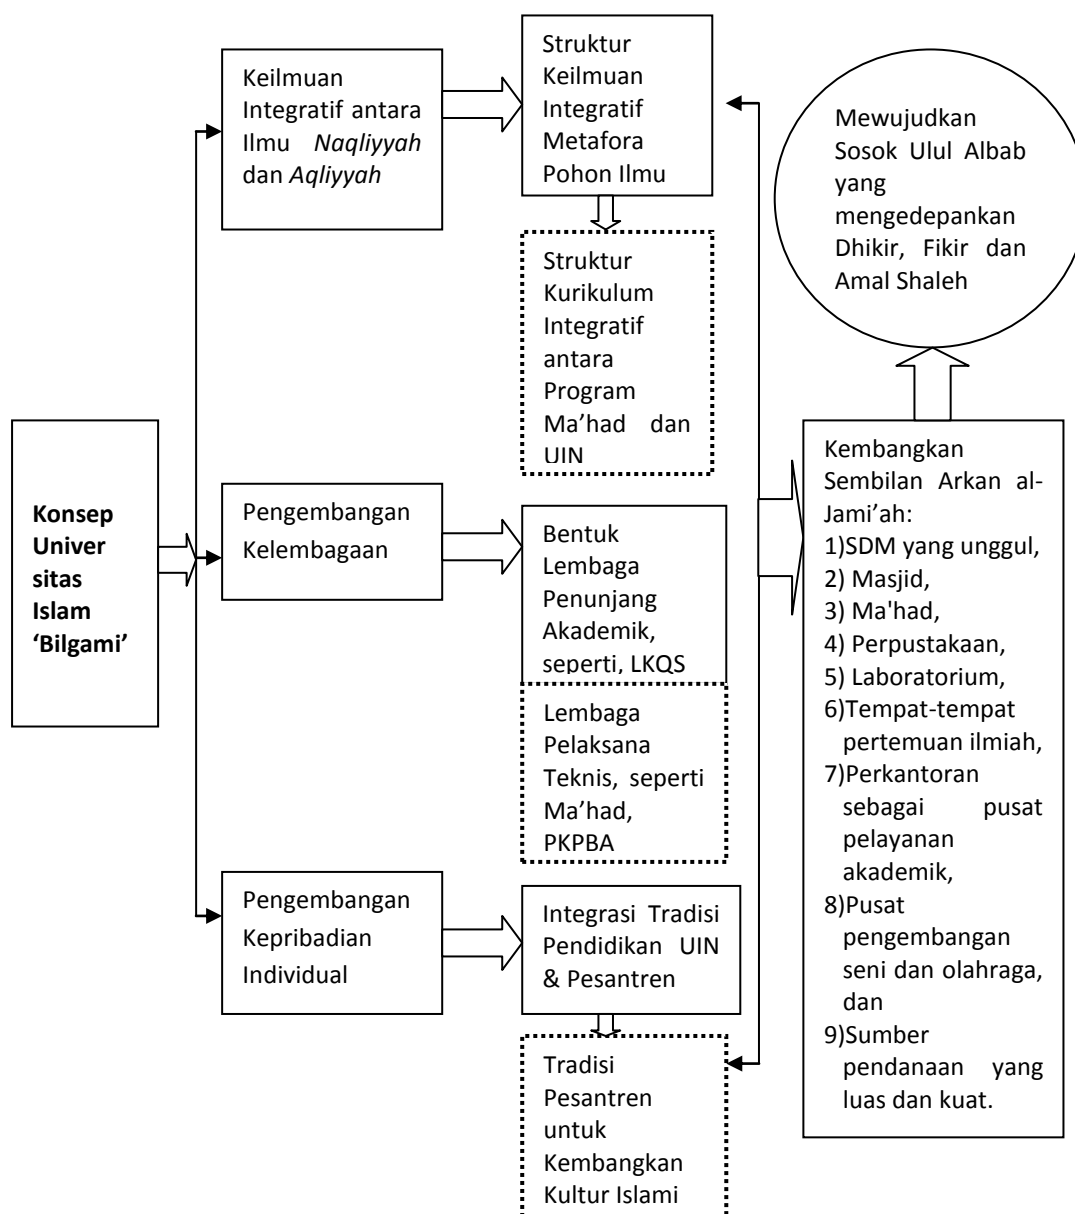 Konsep
Univer
sitas
Islam
‘Bilgami’
Keilmuan
Integratif antara
Ilmu Naqliyyah
dan Aqliyyah
Struktur
Keilmuan
Integratif
Metafora
Pohon Ilmu
Struktur
Kurikulum
Integratif
antara
Program
Ma’had dan
UIN
Pengembangan
Kelembagaan
Bentuk
Lembaga
Penunjang
Akademik,
seperti, LKQS
Lembaga
Pelaksana
Teknis, seperti
Ma’had,
PKPBA
Pengembangan
Kepribadian
Individual
Integrasi Tradisi
Pendidikan UIN
& Pesantren
Tradisi
Pesantren
untuk
Kembangkan
Kultur Islami
Kembangkan
Sembilan Arkan al-
Jami’ah:
1)SDM yang unggul,
2) Masjid,
3) Ma'had,
4) Perpustakaan,
5) Laboratorium,
6)Tempat-tempat
pertemuan ilmiah,
7)Perkantoran
sebagai pusat
pelayanan
akademik,
8)Pusat
pengembangan
seni dan olahraga,
dan
9)Sumber
pendanaan yang
luas dan kuat.
Mewujudkan
Sosok Ulul Albab
yang
mengedepankan
Dhikir, Fikir dan
Amal Shaleh